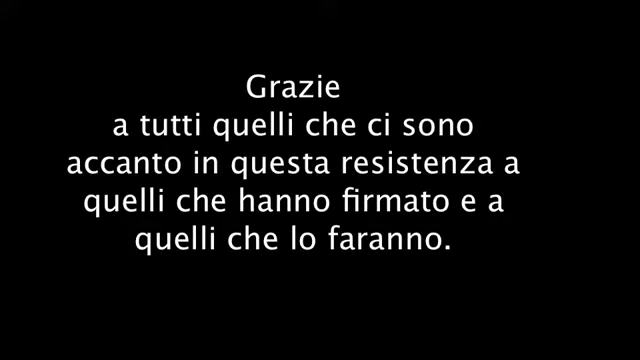 Grazie
a tutti quelli che ci sono
accanto in questa resistenza a
quelli che hanno firmato e a
quelli che lo faranno.